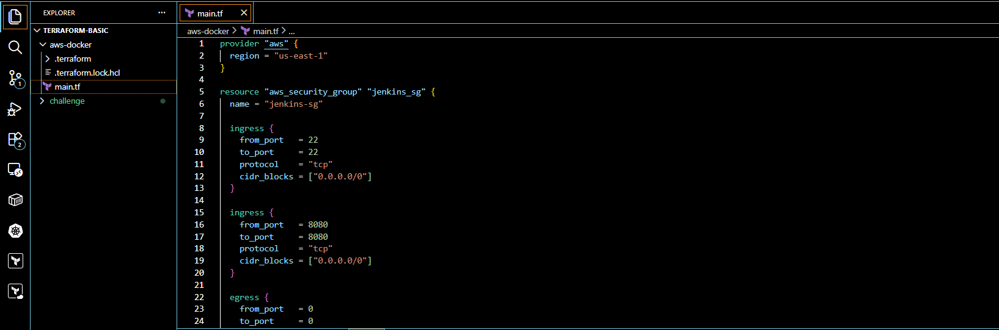 EXPLORER
TERRAFORM-BASIC
aws-docker
.terraform
.terraform.lock.hcl
main.tf
challenge
1
2
main.tf
aws-docker > main.tf > ...
1 provider "aws" {
2 region = "us-east-1"
3 }
4
5 resource "aws_security_group" "jenkins_sg" {
6 name = "jenkins-sg"
7
8 ingress {
9 from_port = 22
10 to_port = 22
11 protocol = "tcp"
12 cidr_blocks = ["0.0.0.0/0"]
13 }
14
15 ingress {
16 from_port = 8080
17 to_port = 8080
18 protocol = "tcp"
19 cidr_blocks = ["0.0.0.0/0"]
20 }
21
22 egress {
23 from_port = 0
24 to_port = 0